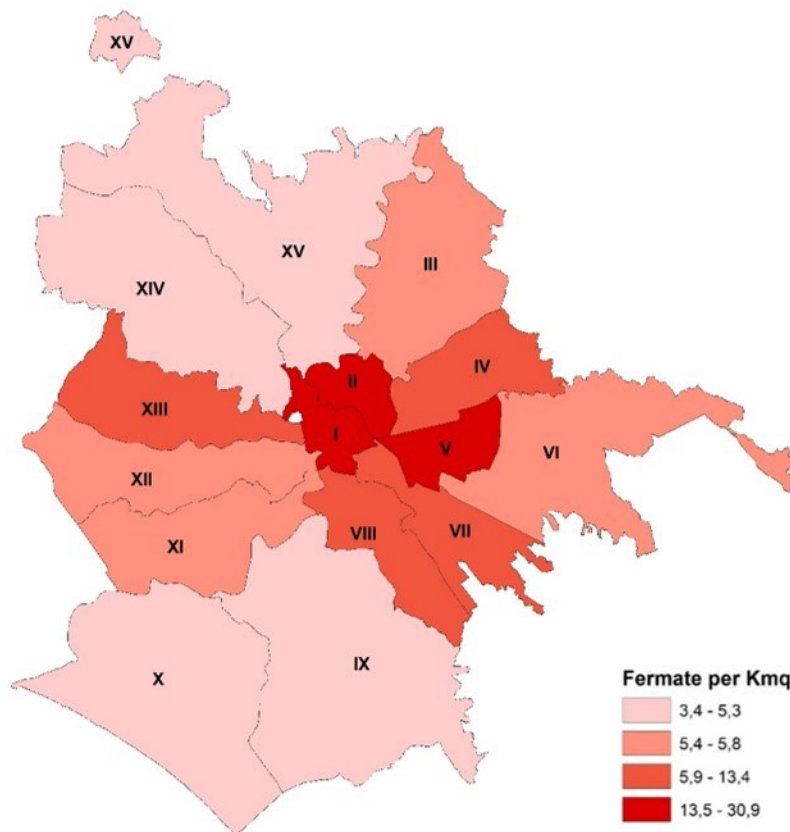 XV
XV
III
XIV
II
IV
XIII
I
V
VI
XII
VIII
VII
XI
IX
X
Fermate per Kmq
3,4 - 5,3
5,4 - 5,8
5,9 - 13,4
13,5 - 30,9